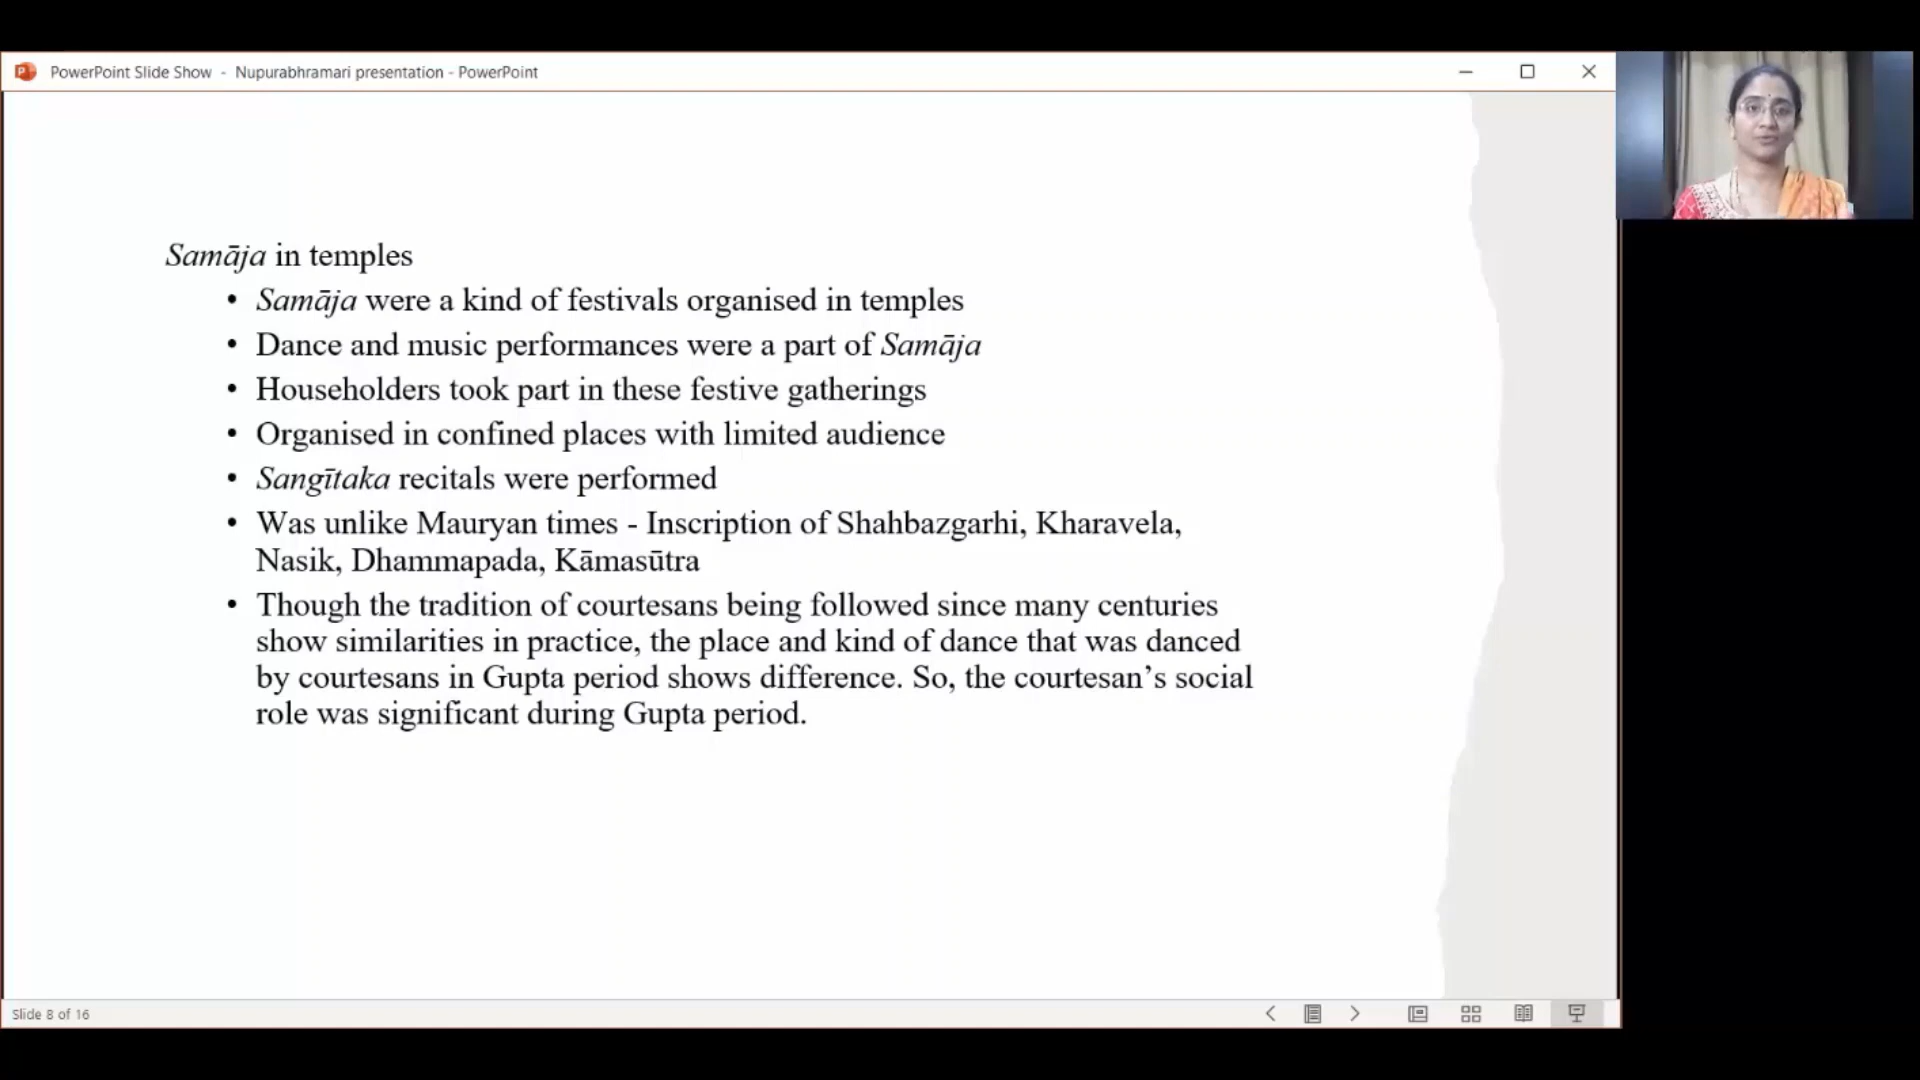 PowerPoint Slide Show - Nupurabhramari presentation - PowerPoint
Samāja in temples
• Samāja were a kind of festivals organised in temples
• Dance and music performances were a part of Samāja
• Householders took part in these festive gatherings
• Organised in confined places with limited audience
• Sangītaka recitals were performed
• Was unlike Mauryan times - Inscription of Shahbazgarhi, Kharavela,
Nasik, Dhammapada, Kāmasūtra
• Though the tradition of courtesans being followed since many centuries
show similarities in practice, the place and kind of dance that was danced
by courtesans in Gupta period shows difference. So, the courtesan’s social
role was significant during Gupta period.
Slide 8 of 16